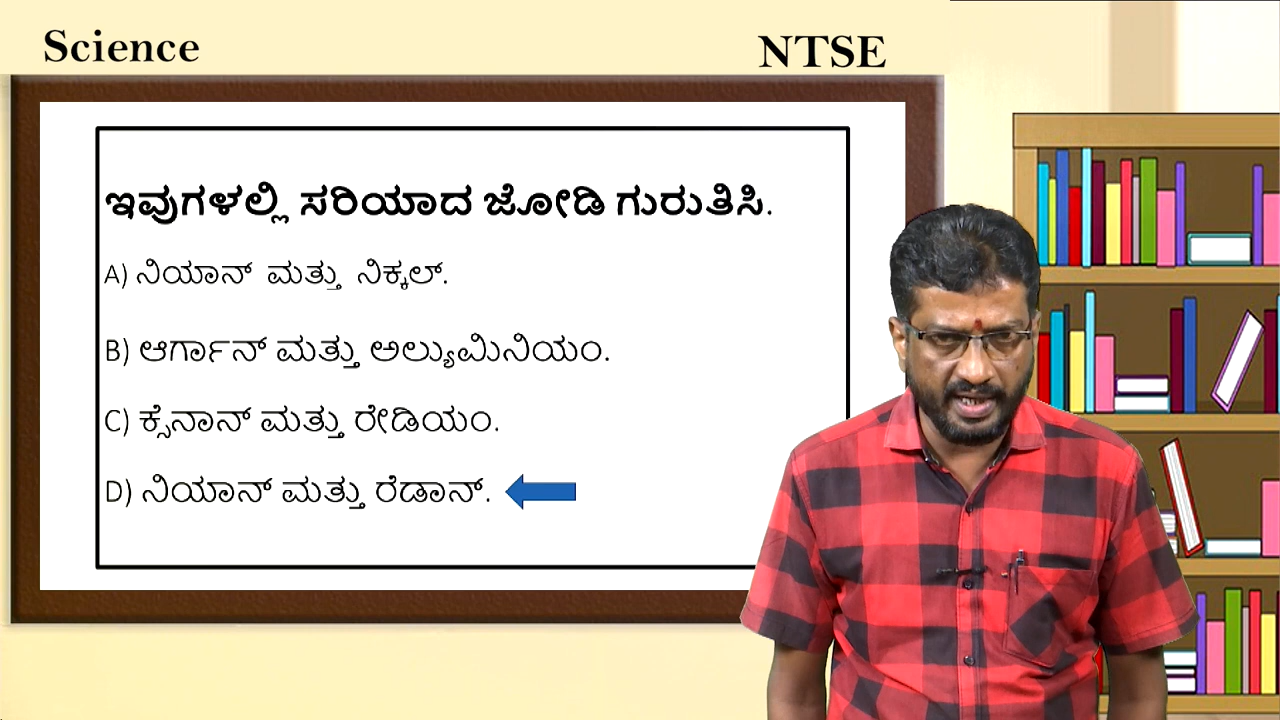 Science
NTSE
ಇವುಗಳಲ್ಲಿ ಸರಿಯಾದ ಜೋಡಿ ಗುರುತಿಸಿ.
A) ನಿಯಾನ್ ಮತ್ತು ನಿಕ್ಕಲ್.
B) ಆರ್ಗಾನ್ ಮತ್ತು ಅಲ್ಯುಮಿನಿಯಂ.
C) ಕ್ಸೆನಾನ್ ಮತ್ತು ರೇಡಿಯಂ.
D) ನಿಯಾನ್ ಮತ್ತು ರೆಡಾನ್.